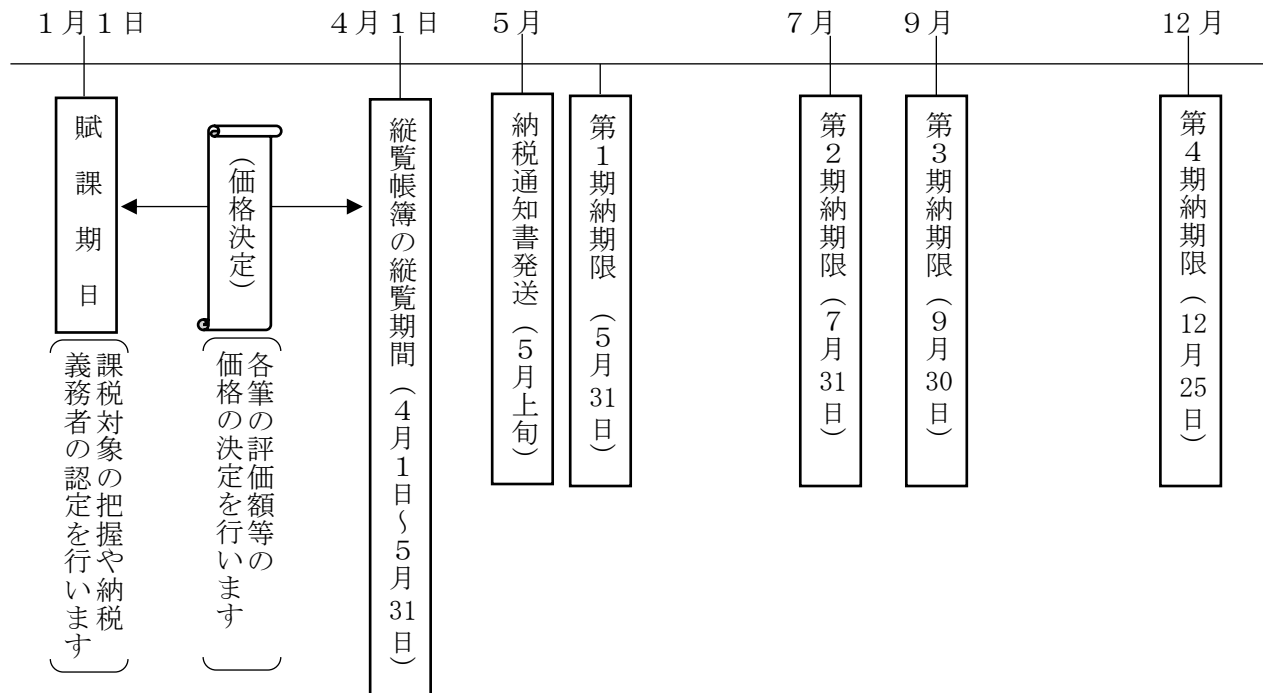 １月１日
４月１日
５月
７月
９月
12月
賦課期日
課税対象の把握や納税
義務者の認定を行います
（価格決定）
各筆の評価額等の
価格の決定を行います
縦覧帳簿の縦覧期間（４月１日～５月31日）
納税通知書発送（５月上旬）
第１期納期限（５月31日）
第２期納期限（７月31日）
第３期納期限（９月30日）
第４期納期限（12月25日）